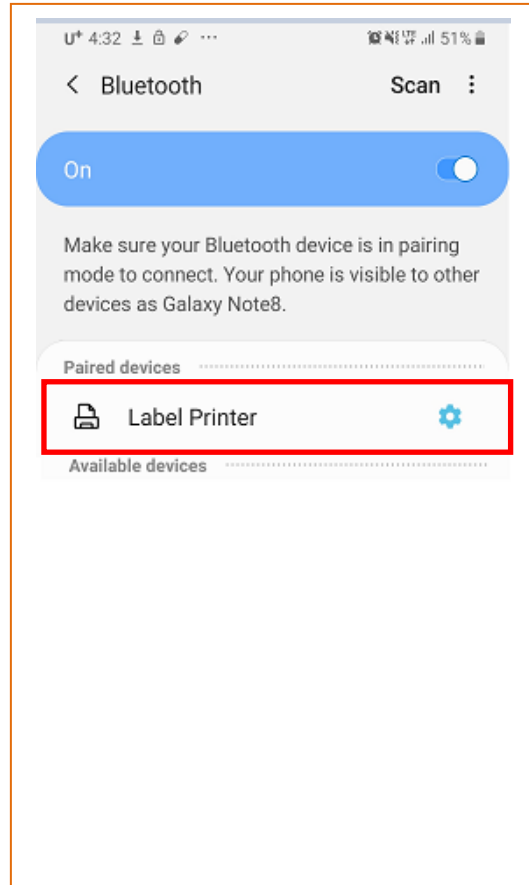 U+ 4:32 ... 51%
Bluetooth Scan
On
Make sure your Bluetooth device is in pairing
mode to connect. Your phone is visible to other
devices as Galaxy Note8.
Paired devices
Label Printer
Available devices